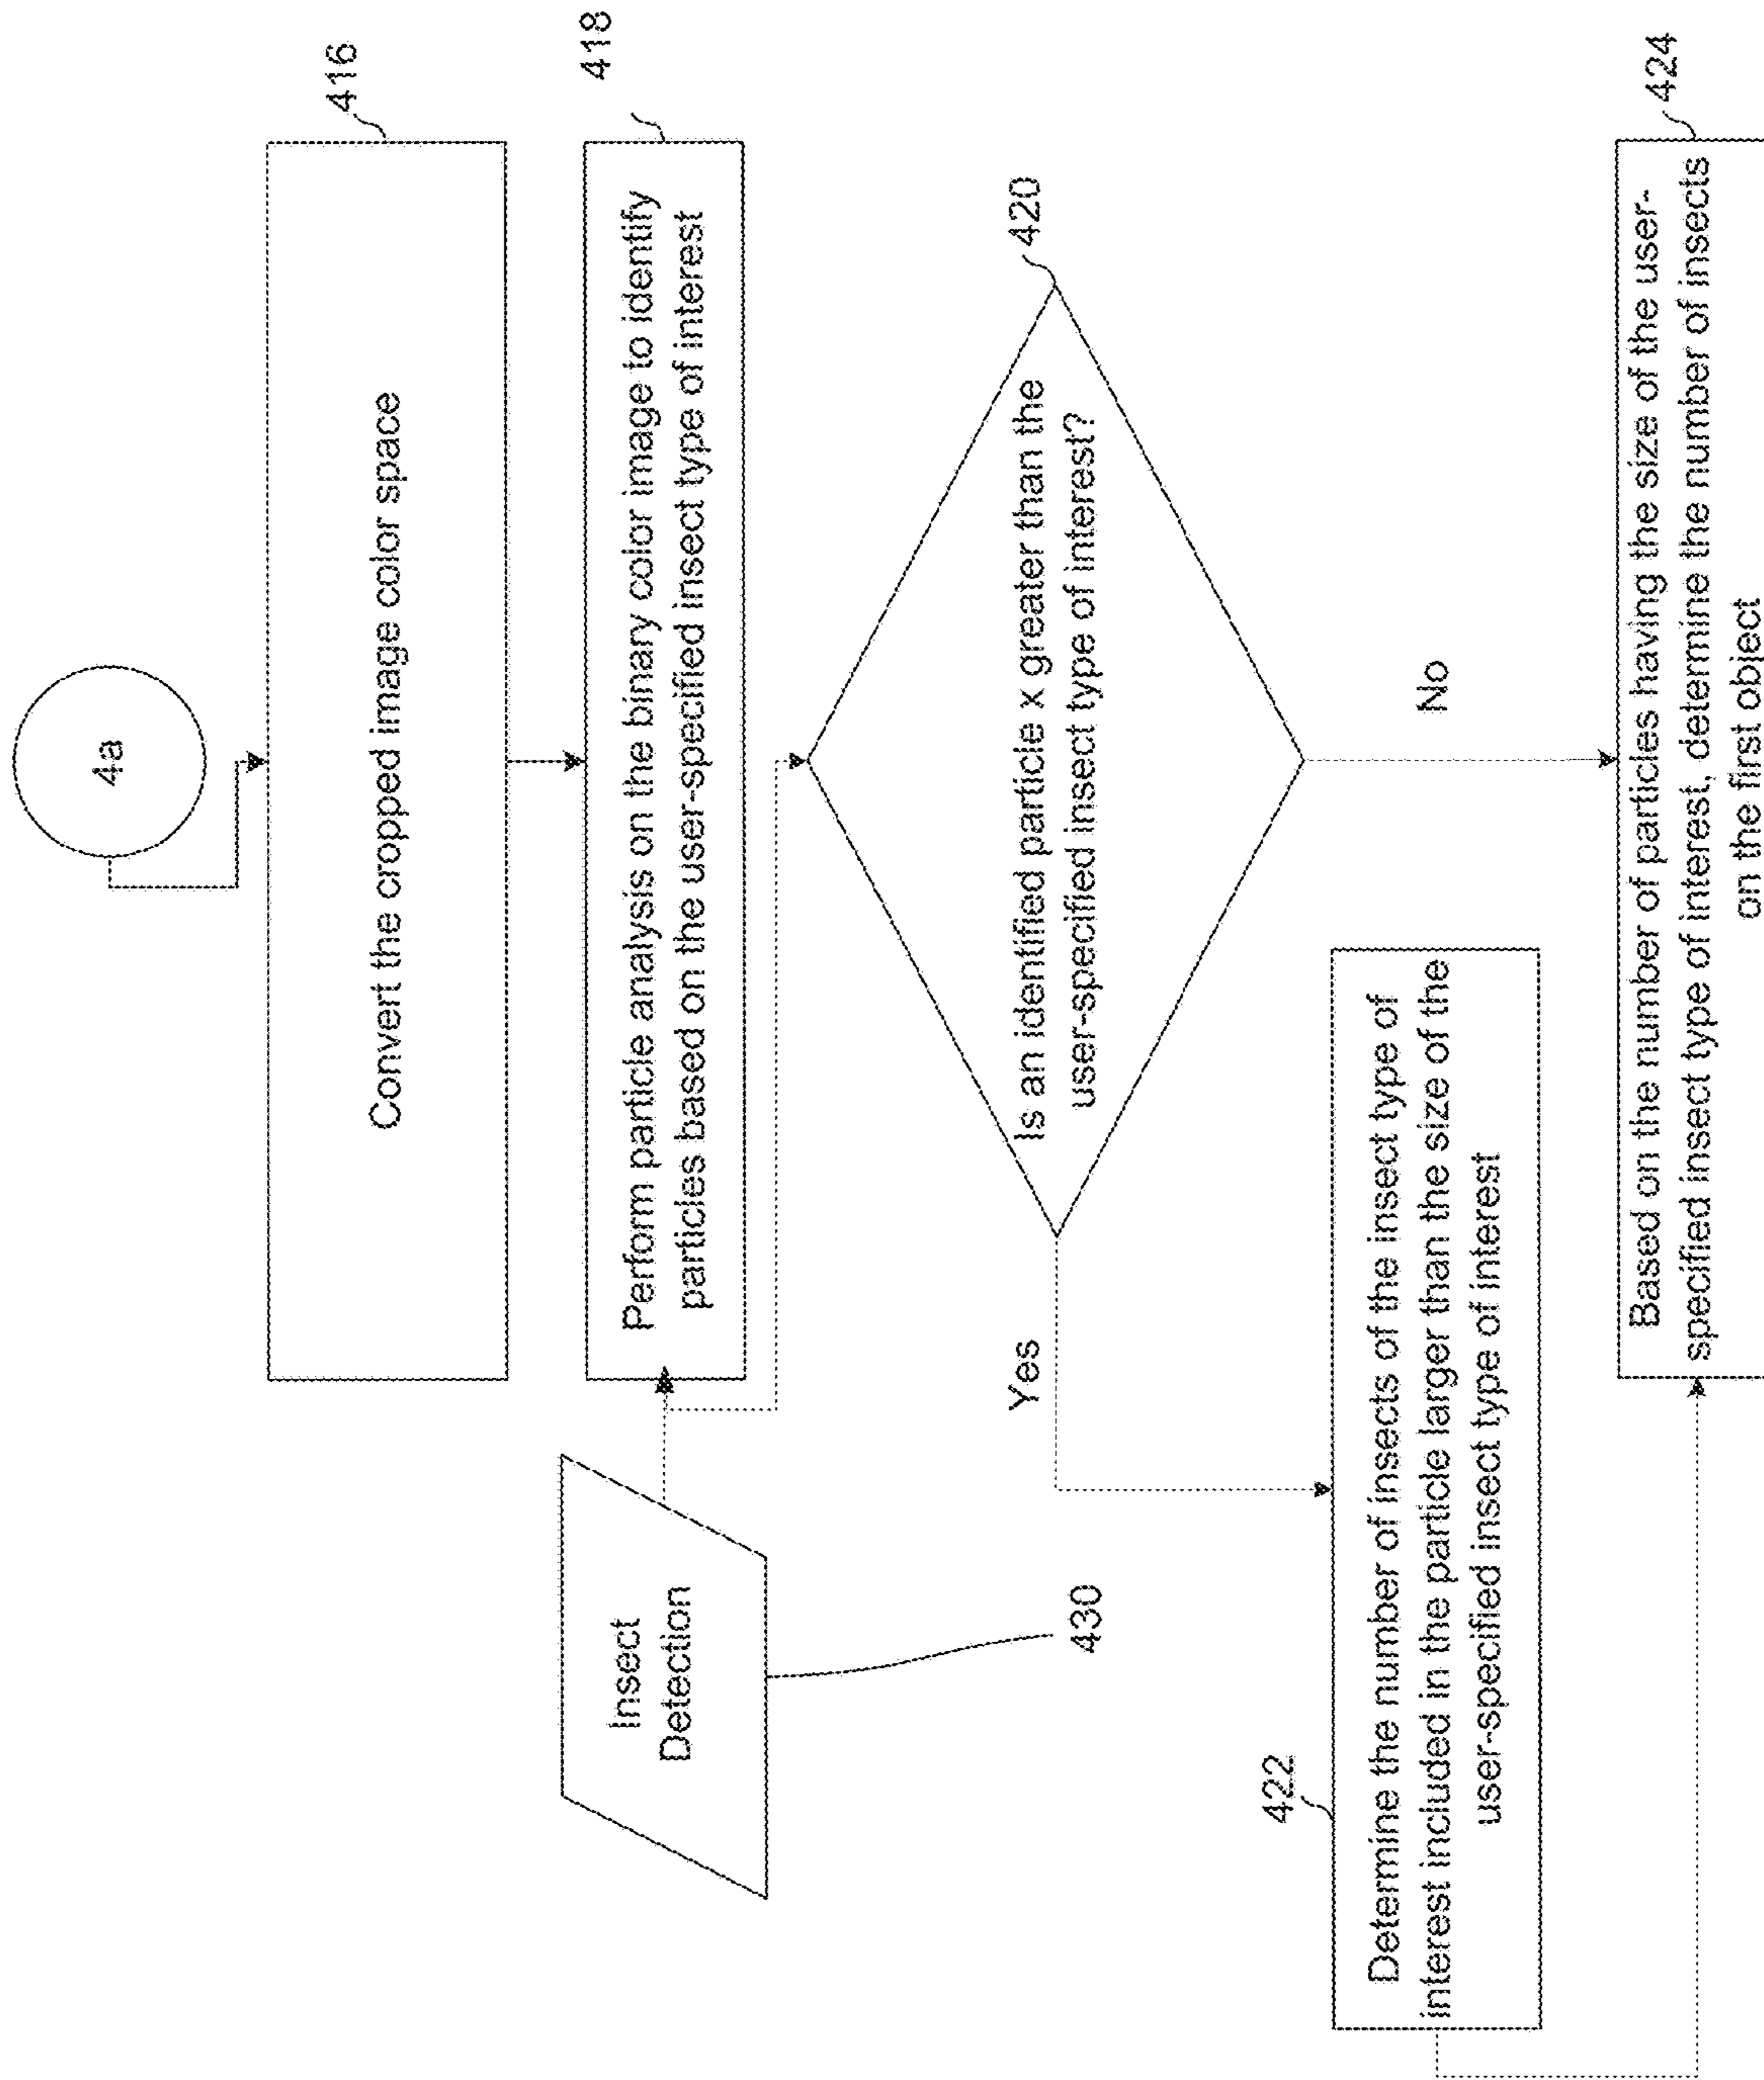 4a
416
Convert the cropped image color space
418
Perform particle analysis on the binary color image to identify
particles based on the user-specified insect type of interest
Insect
Detection
430
420
Is an identified particle x greater than the
user-specified insect type of interest?
Yes
No
422
Determine the number of insects of the insect type of
interest included in the particle larger than the size of the
user-specified insect type of interest
424
Based on the number of particles having the size of the user-
specified insect type of interest, determine the number of insects
on the first object